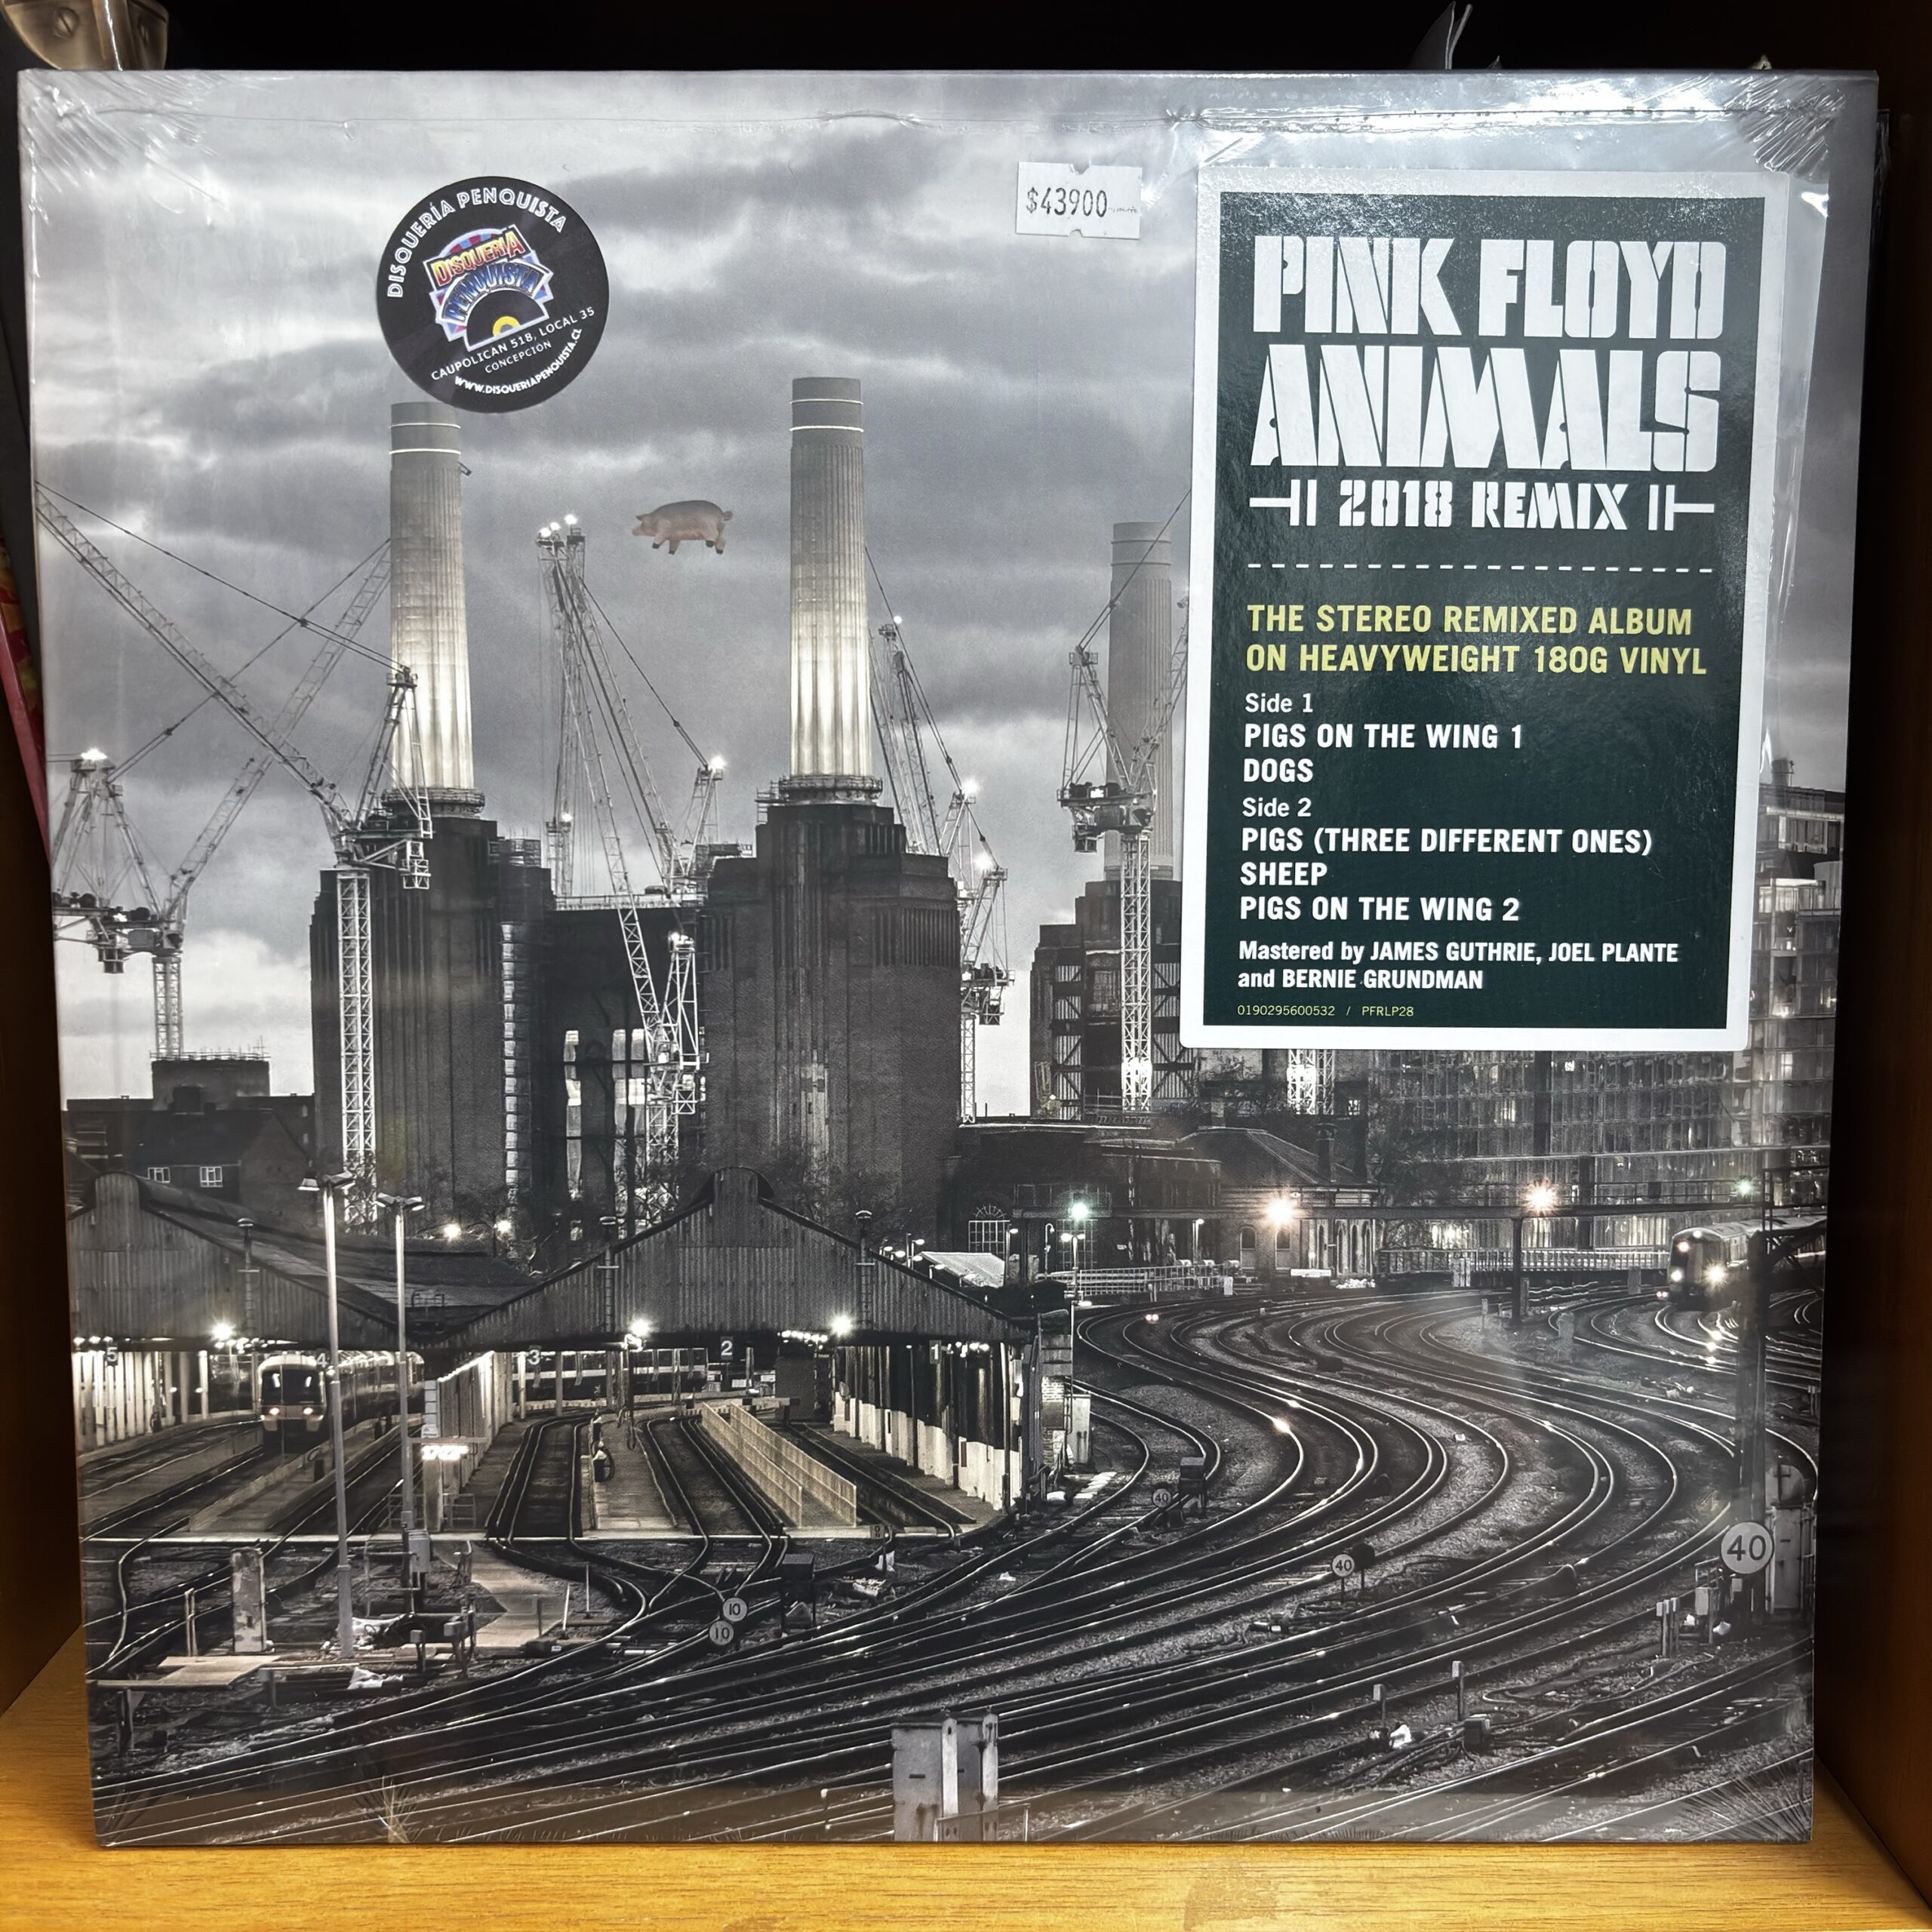 DISQUERÍA PENQUISTA
DISQUERIA
PENQUISTA
CAUPOLICAN 518, LOCAL 35
CONCEPCIÓN
WWW.DISQUERIAPENQUISTA.CL
$43900
PINK FLOYD
ANIMALS
2018 REMIX
THE STEREO REMIXED ALBUM
ON HEAVYWEIGHT 180G VINYL
Side 1
PIGS ON THE WING 1
DOGS
Side 2
PIGS (THREE DIFFERENT ONES)
SHEEP
PIGS ON THE WING 2
Mastered by JAMES GUTHRIE, JOEL PLANTE
and BERNIE GRUNDMAN
0190295600532 / PFRLP28
5 4 3 2 1
40
40
40
10
10